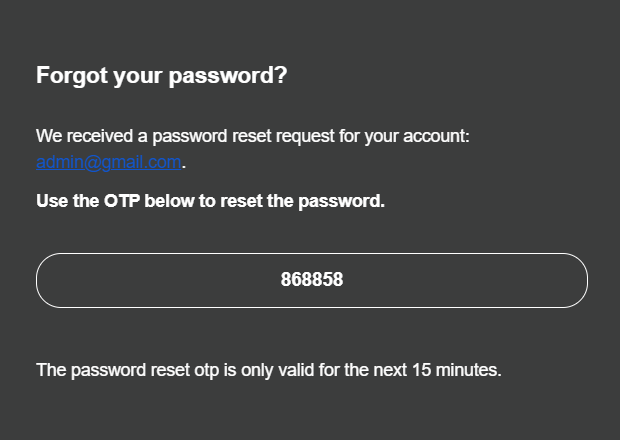 Forgot your password?
We received a password reset request for your account:
admin@gmail.com.
Use the OTP below to reset the password.
868858
The password reset otp is only valid for the next 15 minutes.